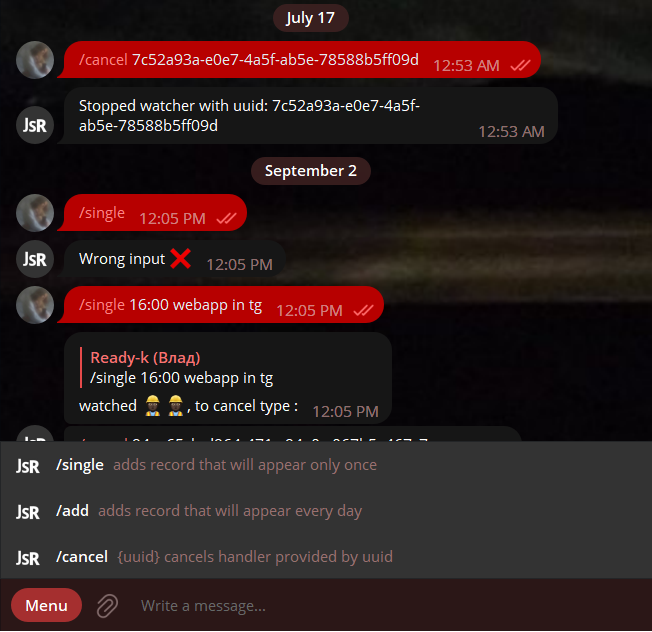 July 17
/cancel 7c52a93a-e0e7-4a5f-ab5e-78588b5ff09d 12:53 AM
Stopped watcher with uuid: 7c52a93a-e0e7-4a5f-
ab5e-78588b5ff09d
JsR
12:53 AM
September 2
/single 12:05 PM
JsR Wrong input ❌ 12:05 PM
/single 16:00 webapp in tg 12:05 PM
Ready-k (Влад)
/single 16:00 webapp in tg
watched 👷🏿 👷🏿, to cancel type : 12:05 PM
JsR /single adds record that will appear only once
JsR /add adds record that will appear every day
JsR /cancel {uuid} cancels handler provided by uuid
Menu Write a message...